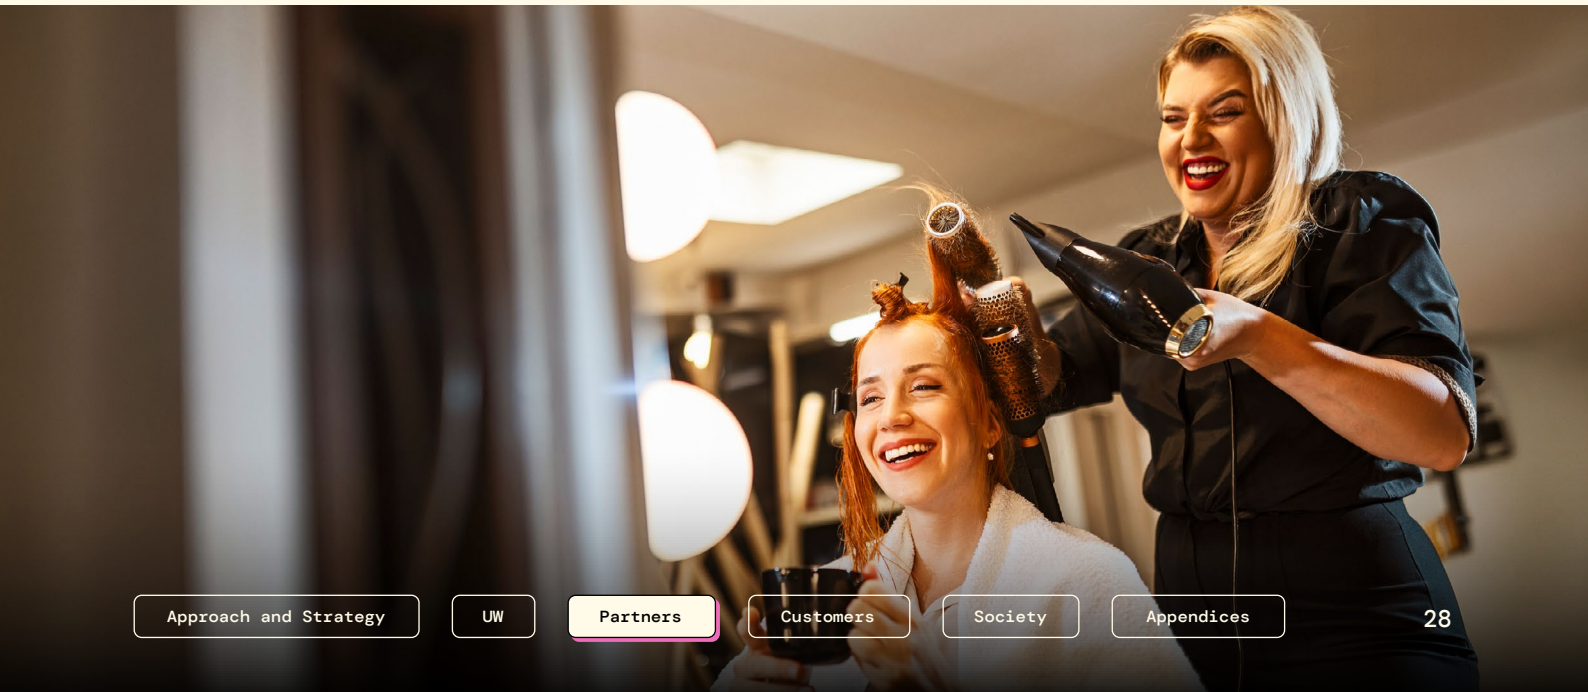 Approach and Strategy
UW
Partners
Customers
Society
Appendices
28